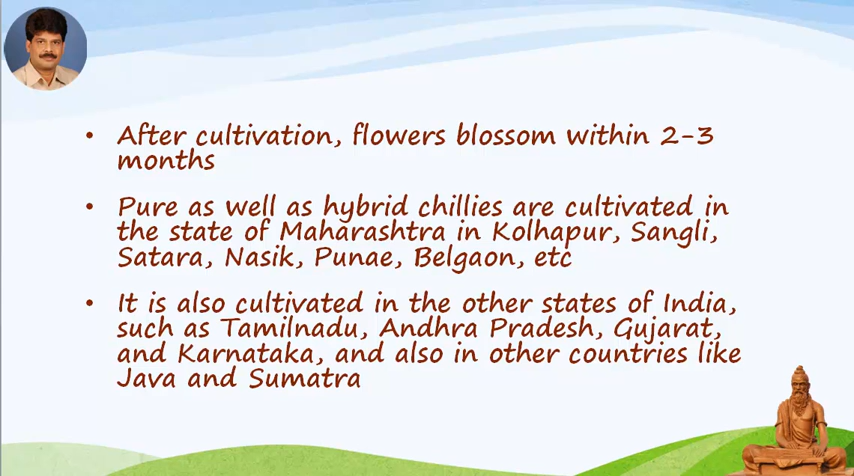 • After cultivation, flowers blossom within 2-3
months
• Pure as well as hybrid chillies are cultivated in
the state of Maharashtra in Kolhapur, Sangli,
Satara, Nasik, Punae, Belgaon, etc
• It is also cultivated in the other states of India,
such as Tamilnadu, Andhra Pradesh, Gujarat,
and Karnataka, and also in other countries like
Java and Sumatra